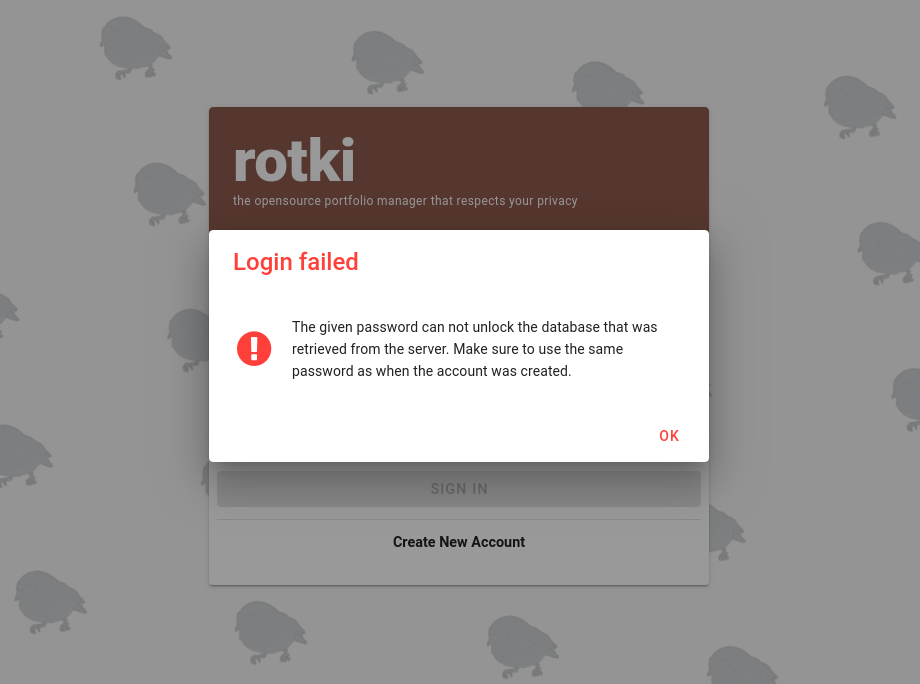 rotki
the opensource portfolio manager that respects your privacy
Login failed
The given password can not unlock the database that was
retrieved from the server. Make sure to use the same
password as when the account was created.
OK
SIGN IN
Create New Account